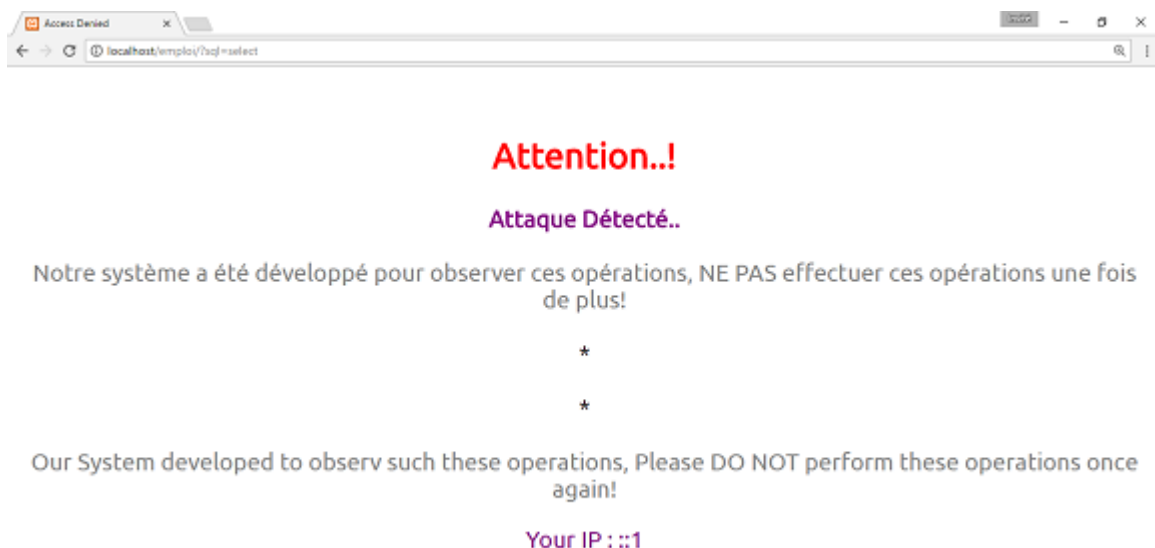 Access Denied
localhost/emploi/?sql=select
Attention..!
Attaque Détecté..
Notre système a été développé pour observer ces opérations, NE PAS effectuer ces opérations une fois
de plus!
*
*
Our System developed to observ such these operations, Please DO NOT perform these operations once
again!
Your IP : ::1